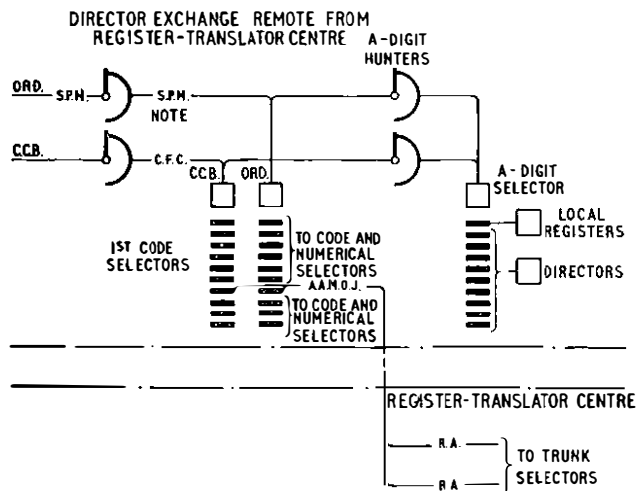 DIRECTOR EXCHANGE REMOTE FROM
REGISTER-TRANSLATOR CENTRE
A-DIGIT
HUNTERS
ORD.
S.P.M.
S.P.M.
NOTE
C.C.B.
C.F.C.
C.C.B.
ORD.
A-DIGIT
SELECTOR
1ST CODE
SELECTORS
TO CODE AND
NUMERICAL
SELECTORS
A.A.M.O.J.
TO CODE AND
NUMERICAL
SELECTORS
LOCAL
REGISTERS
DIRECTORS
REGISTER-TRANSLATOR CENTRE
R.A.
TO TRUNK
SELECTORS
R.A